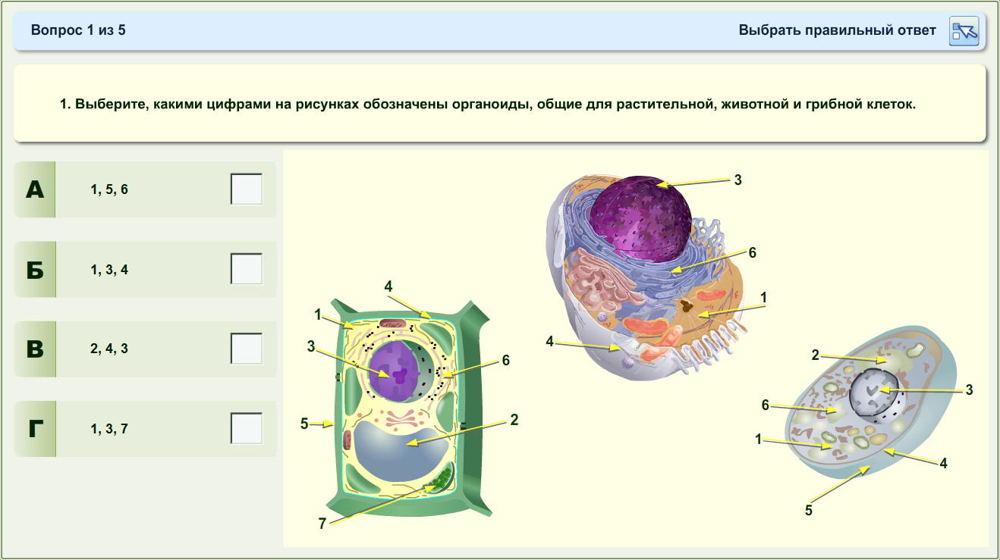 Вопрос 1 из 5
Выбрать правильный ответ
1. Выберите, какими цифрами на рисунках обозначены органоиды, общие для растительной, животной и грибной клеток.
А 1, 5, 6
Б 1, 3, 4
В 2, 4, 3
Г 1, 3, 7
4
1
3
6
5
2
7
3
6
1
4
2
3
6
1
4
5